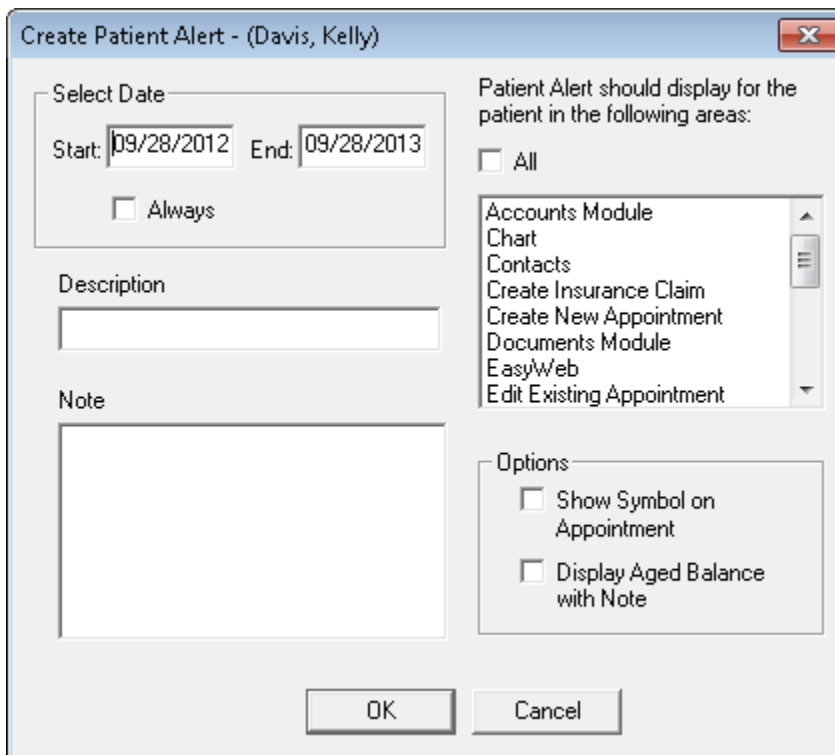 Create Patient Alert - (Davis, Kelly)
Select Date
Start: 09/28/2012 End: 09/28/2013
Always
Description
Note
Patient Alert should display for the
patient in the following areas:
All
Accounts Module
Chart
Contacts
Create Insurance Claim
Create New Appointment
Documents Module
EasyWeb
Edit Existing Appointment
Options
Show Symbol on
Appointment
Display Aged Balance
with Note
OK Cancel